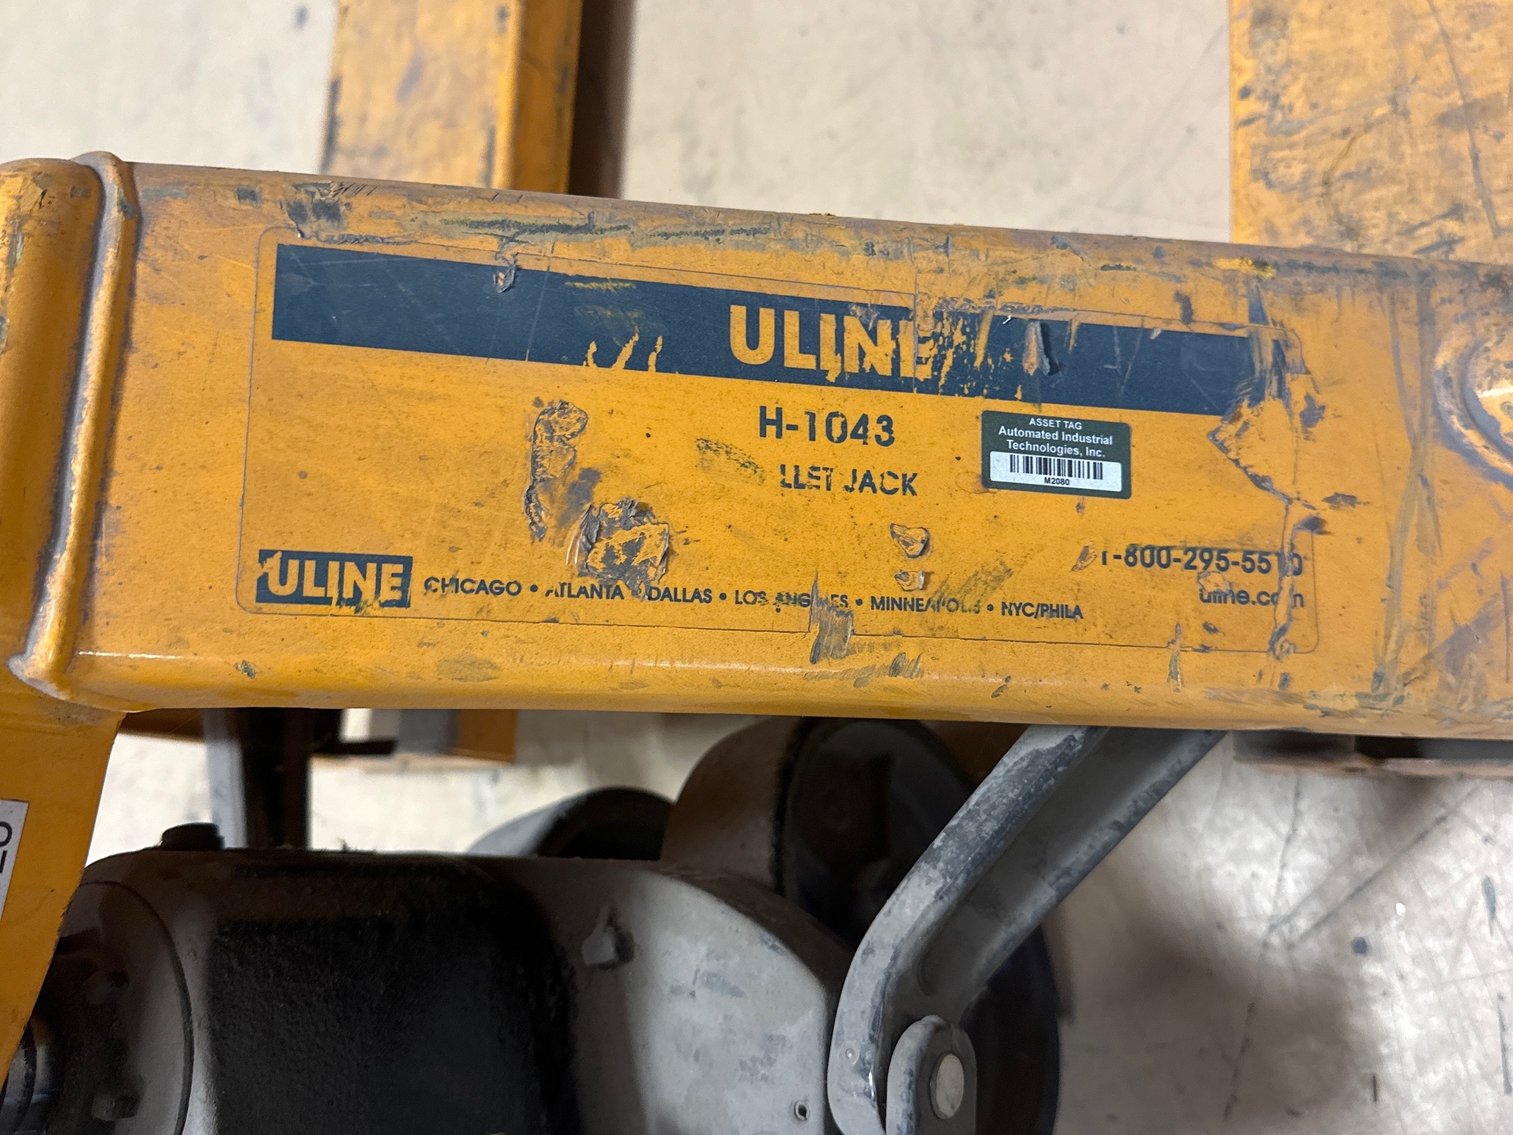 ULINE
H-1043
LLET JACK
ASSET TAG
Automated Industrial
Technologies, Inc.
M2080
1-800-295-5510
uline.com
ULINE CHICAGO • ATLANTA • DALLAS • LOS ANGELES • MINNEAPOLIS • NYC/PHILA